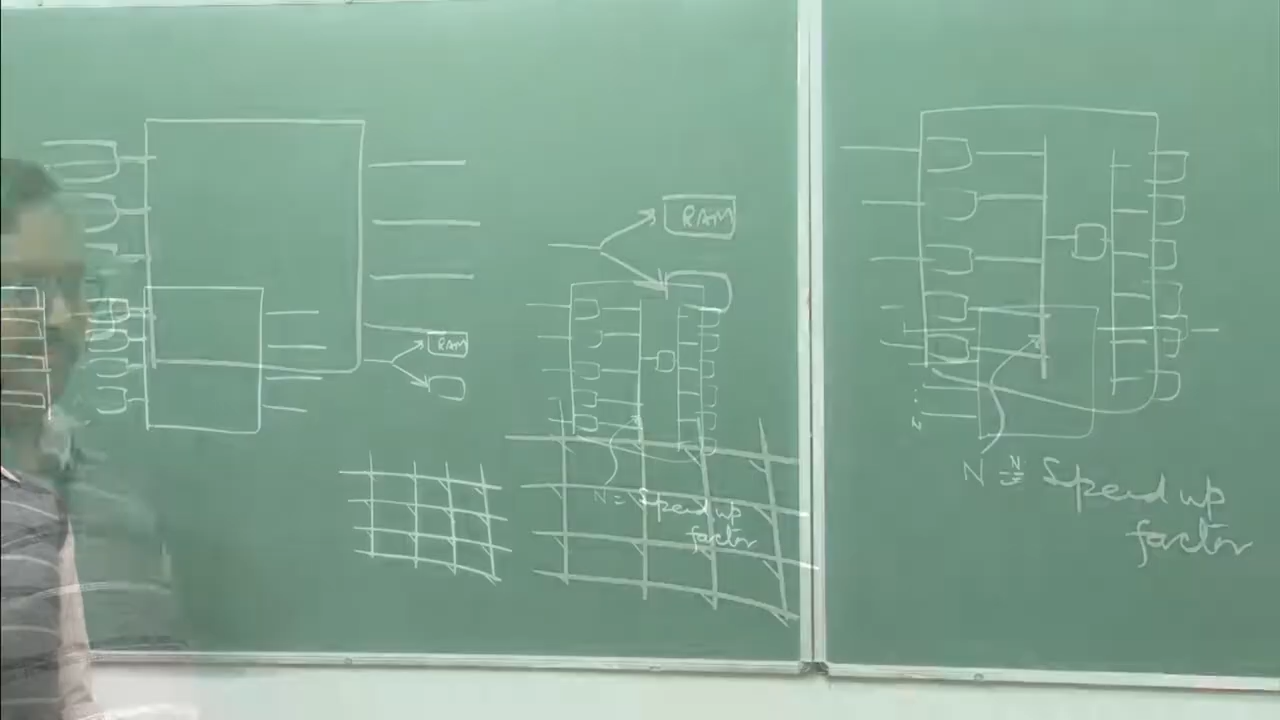 RAM
RAM
N = Speed up
factor
N = Speed up
factor